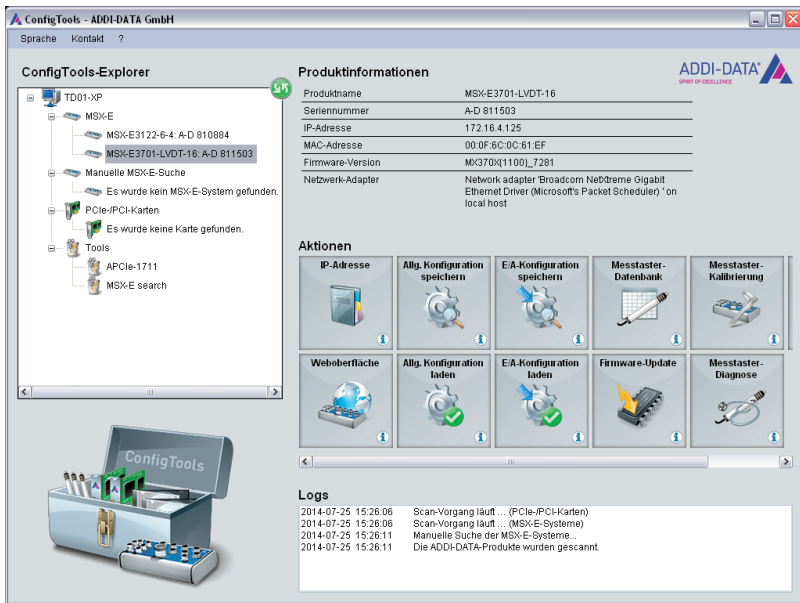 ConfigTools - ADDI-DATA GmbH
Sprache Kontakt ?
ConfigTools-Explorer
TD01-XP
MSX-E
MSX-E3122-6-4: A-D 810884
MSX-E3701-LVDT-16: A-D 811503
Manuelle MSX-E-Suche
Es wurde kein MSX-E-System gefunden.
PCIe-/PCI-Karten
Es wurde keine Karte gefunden.
Tools
APCIe-1711
MSX-E search
ConfigTools
Produktinformationen
ADDI-DATA®
SPIRIT OF EXCELLENCE
Produktname MSX-E3701-LVDT-16
Seriennummer A-D 811503
IP-Adresse 172.16.4.125
MAC-Adresse 00:0F:6C:0C:61:EF
Firmware-Version MX370X(1100)_7281
Netzwerk-Adapter Network adapter 'Broadcom NetXtreme Gigabit
Ethernet Driver (Microsoft's Packet Scheduler) ' on
local host
Aktionen
IP-Adresse
Allg. Konfiguration
speichern
E/A-Konfiguration
speichern
Messtaster-
Datenbank
Messtaster-
Kalibrierung
Weboberfläche
Allg. Konfiguration
laden
E/A-Konfiguration
laden
Firmware-Update
Messtaster-
Diagnose
Logs
2014-07-25 15:26:06 Scan-Vorgang läuft ... (PCIe-/PCI-Karten)
2014-07-25 15:26:06 Scan-Vorgang läuft ... (MSX-E-Systeme)
2014-07-25 15:26:11 Manuelle Suche der MSX-E-Systeme...
2014-07-25 15:26:11 Die ADDI-DATA-Produkte wurden gescannt.